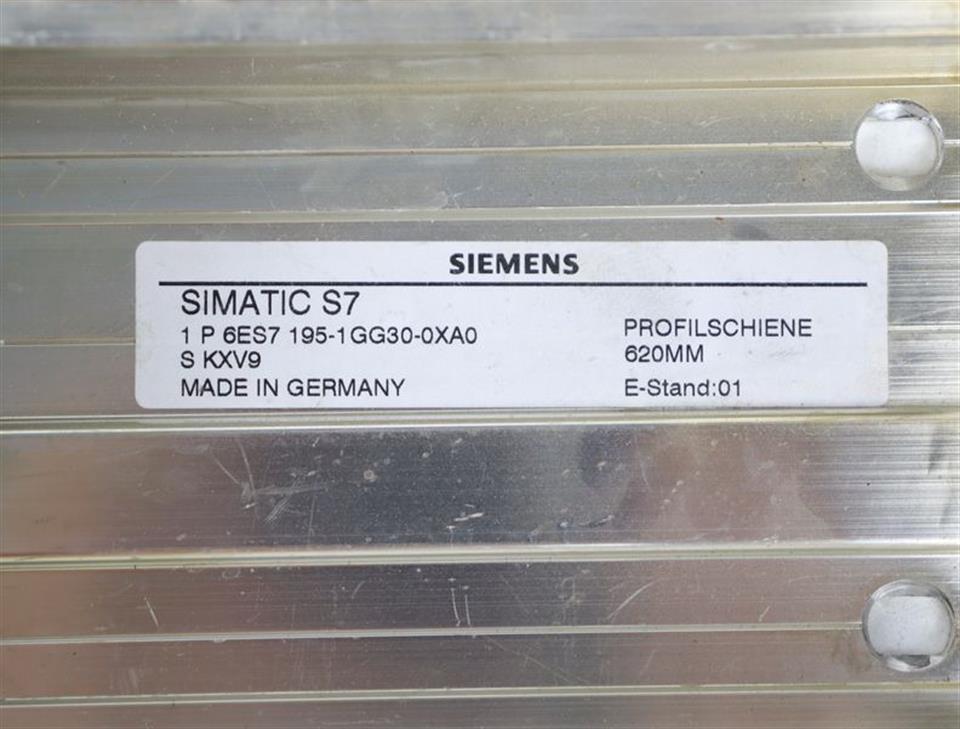 SIEMENS
SIMATIC S7
1 P 6ES7 195-1GG30-0XA0
S KXV9
MADE IN GERMANY
PROFILSCHIENE
620MM
E-Stand:01